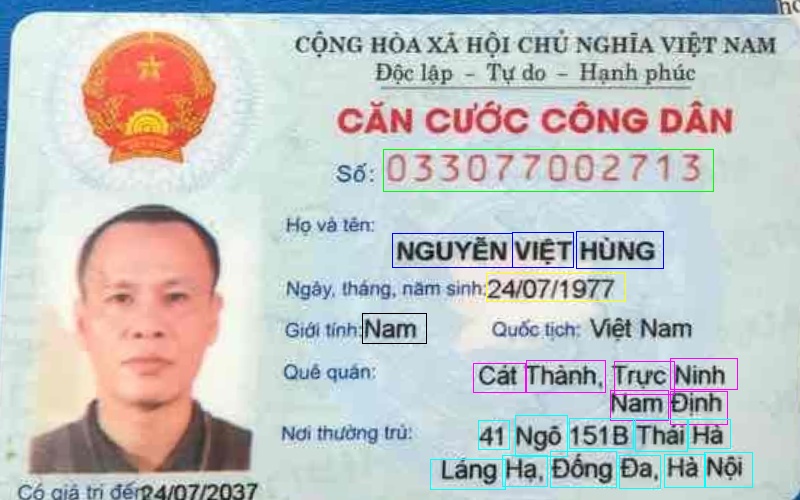 CỘNG HÒA XÃ HỘI CHỦ NGHĨA VIỆT NAM
Độc lập - Tự do - Hạnh phúc
CĂN CƯỚC CÔNG DÂN
Số: 033077002713
Họ và tên:
NGUYỄN VIỆT HÙNG
Ngày, tháng, năm sinh: 24/07/1977
Giới tính: Nam Quốc tịch: Việt Nam
Quê quán: Cát Thành, Trực Ninh
Nam Định
Nơi thường trú: 41 Ngõ 151B Thái Hà
Láng Hạ, Đống Đa, Hà Nội
Có giá trị đến 24/07/2037